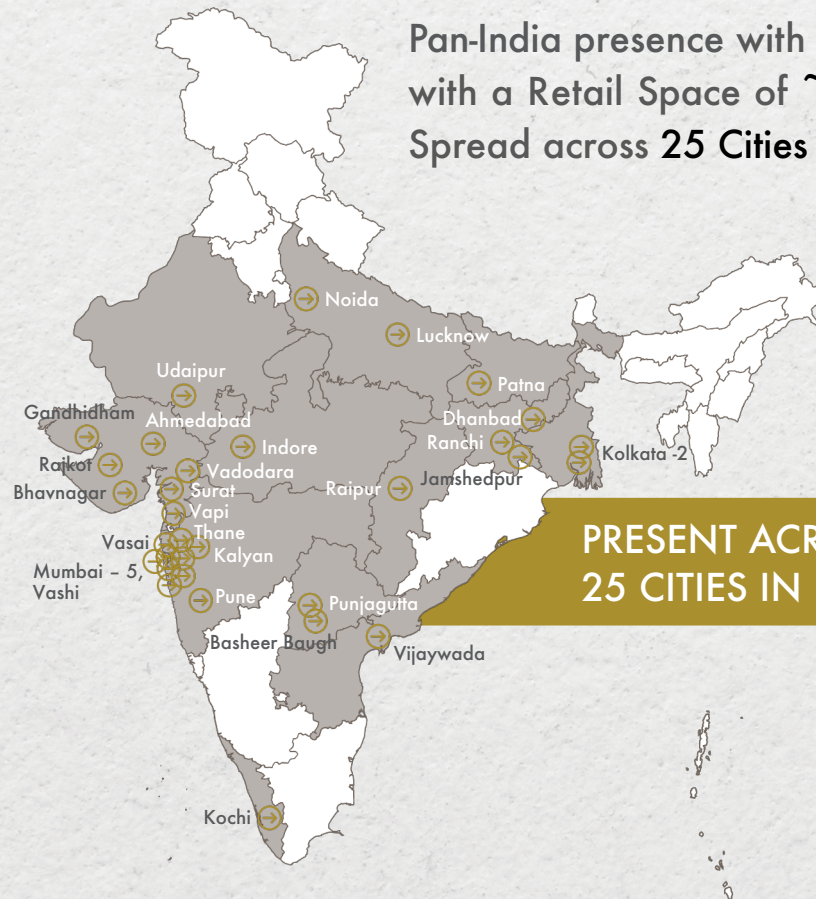 Pan-India presence with
with a Retail Space of ~
Spread across 25 Cities
Noida
Lucknow
Udaipur
Patna
Gandhidham
Ahmedabad
Dhanbad
Ranchi
Indore
Kolkata -2
Rajkot
Vadodara
Jamshedpur
Bhavnagar
Surat
Raipur
Vapi
Thane
Vasai
Kalyan
Mumbai – 5,
Vashi
Pune
Punjagutta
Basheer Baugh
Vijaywada
Kochi
PRESENT ACR
25 CITIES IN